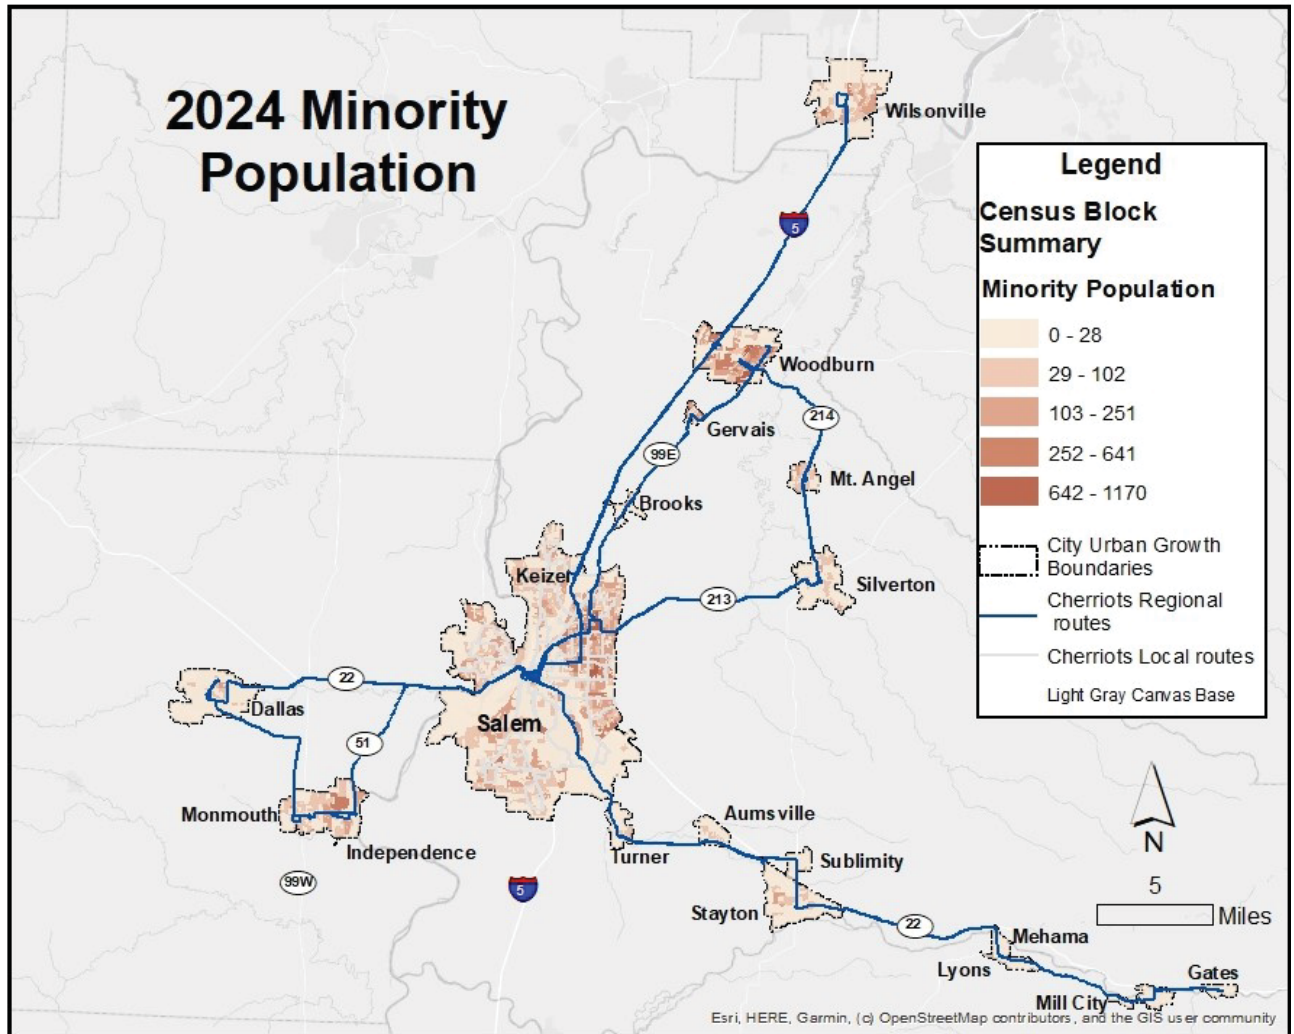 2024 Minority
Population
Wilsonville
5
Woodburn
214
Gervais
99E
Mt. Angel
Brooks
Keizer
Silverton
213
22
Dallas
Salem
51
Monmouth
Independence
99W
5
Turner
Aumsville
Sublimity
Stayton
22
Mehama
Lyons
Mill City
Gates
Legend
Census Block
Summary
Minority Population
0 - 28
29 - 102
103 - 251
252 - 641
642 - 1170
City Urban Growth
Boundaries
Cherriots Regional
routes
Cherriots Local routes
Light Gray Canvas Base
N
5
Miles
Esri, HERE, Garmin, (c) OpenStreetMap contributors, and the GIS user community